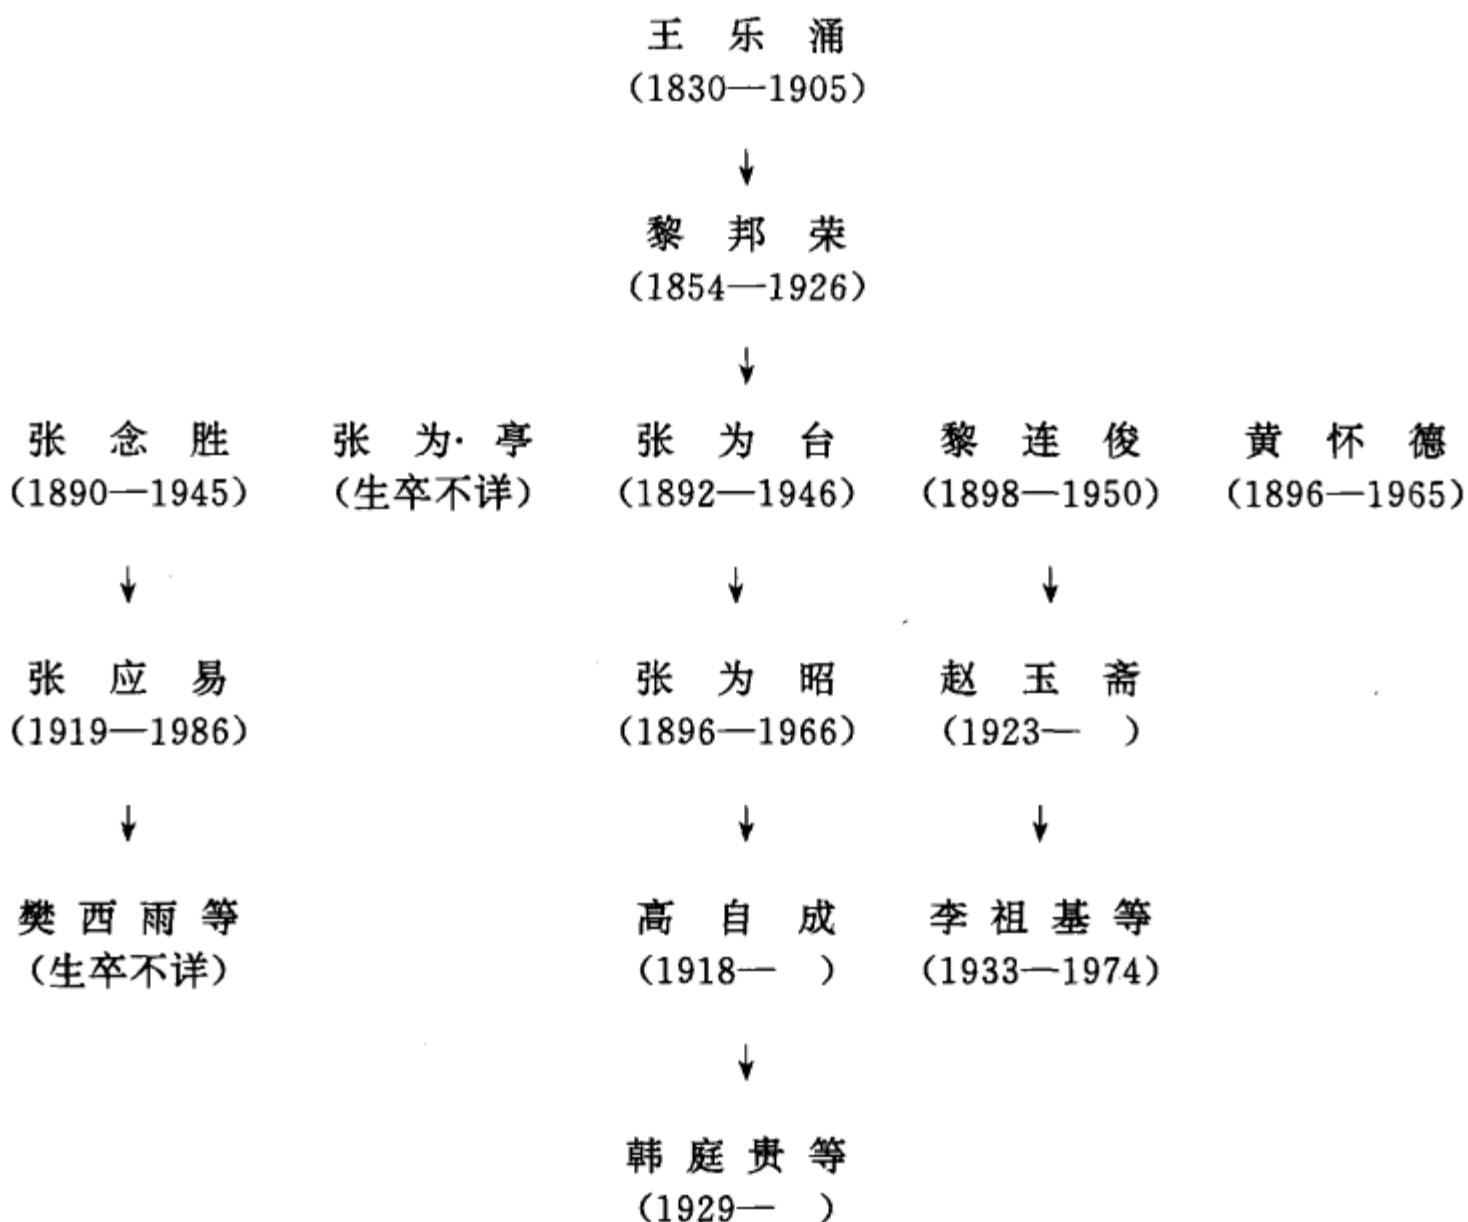 王 乐 涌
(1830—1905)
↓
黎 邦 荣
(1854—1926)
↓
张 念 胜 张 为· 亭 张 为 台 黎 连 俊 黄 怀 德
(1890—1945) (生卒不详) (1892—1946) (1898—1950) (1896—1965)
↓ ↓ ↓
张 应 易 张 为 昭 赵 玉 斋
(1919—1986) (1896—1966) (1923— )
↓ ↓ ↓
樊 西 雨 等 高 自 成 李 祖 基 等
(生卒不详) (1918— ) (1933—1974)
↓
韩 庭 贵 等
(1929— )